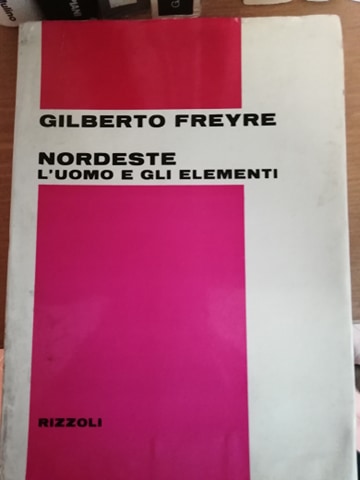 GILBERTO FREYRE
NORDESTE
L'UOMO E GLI ELEMENTI
RIZZOLI